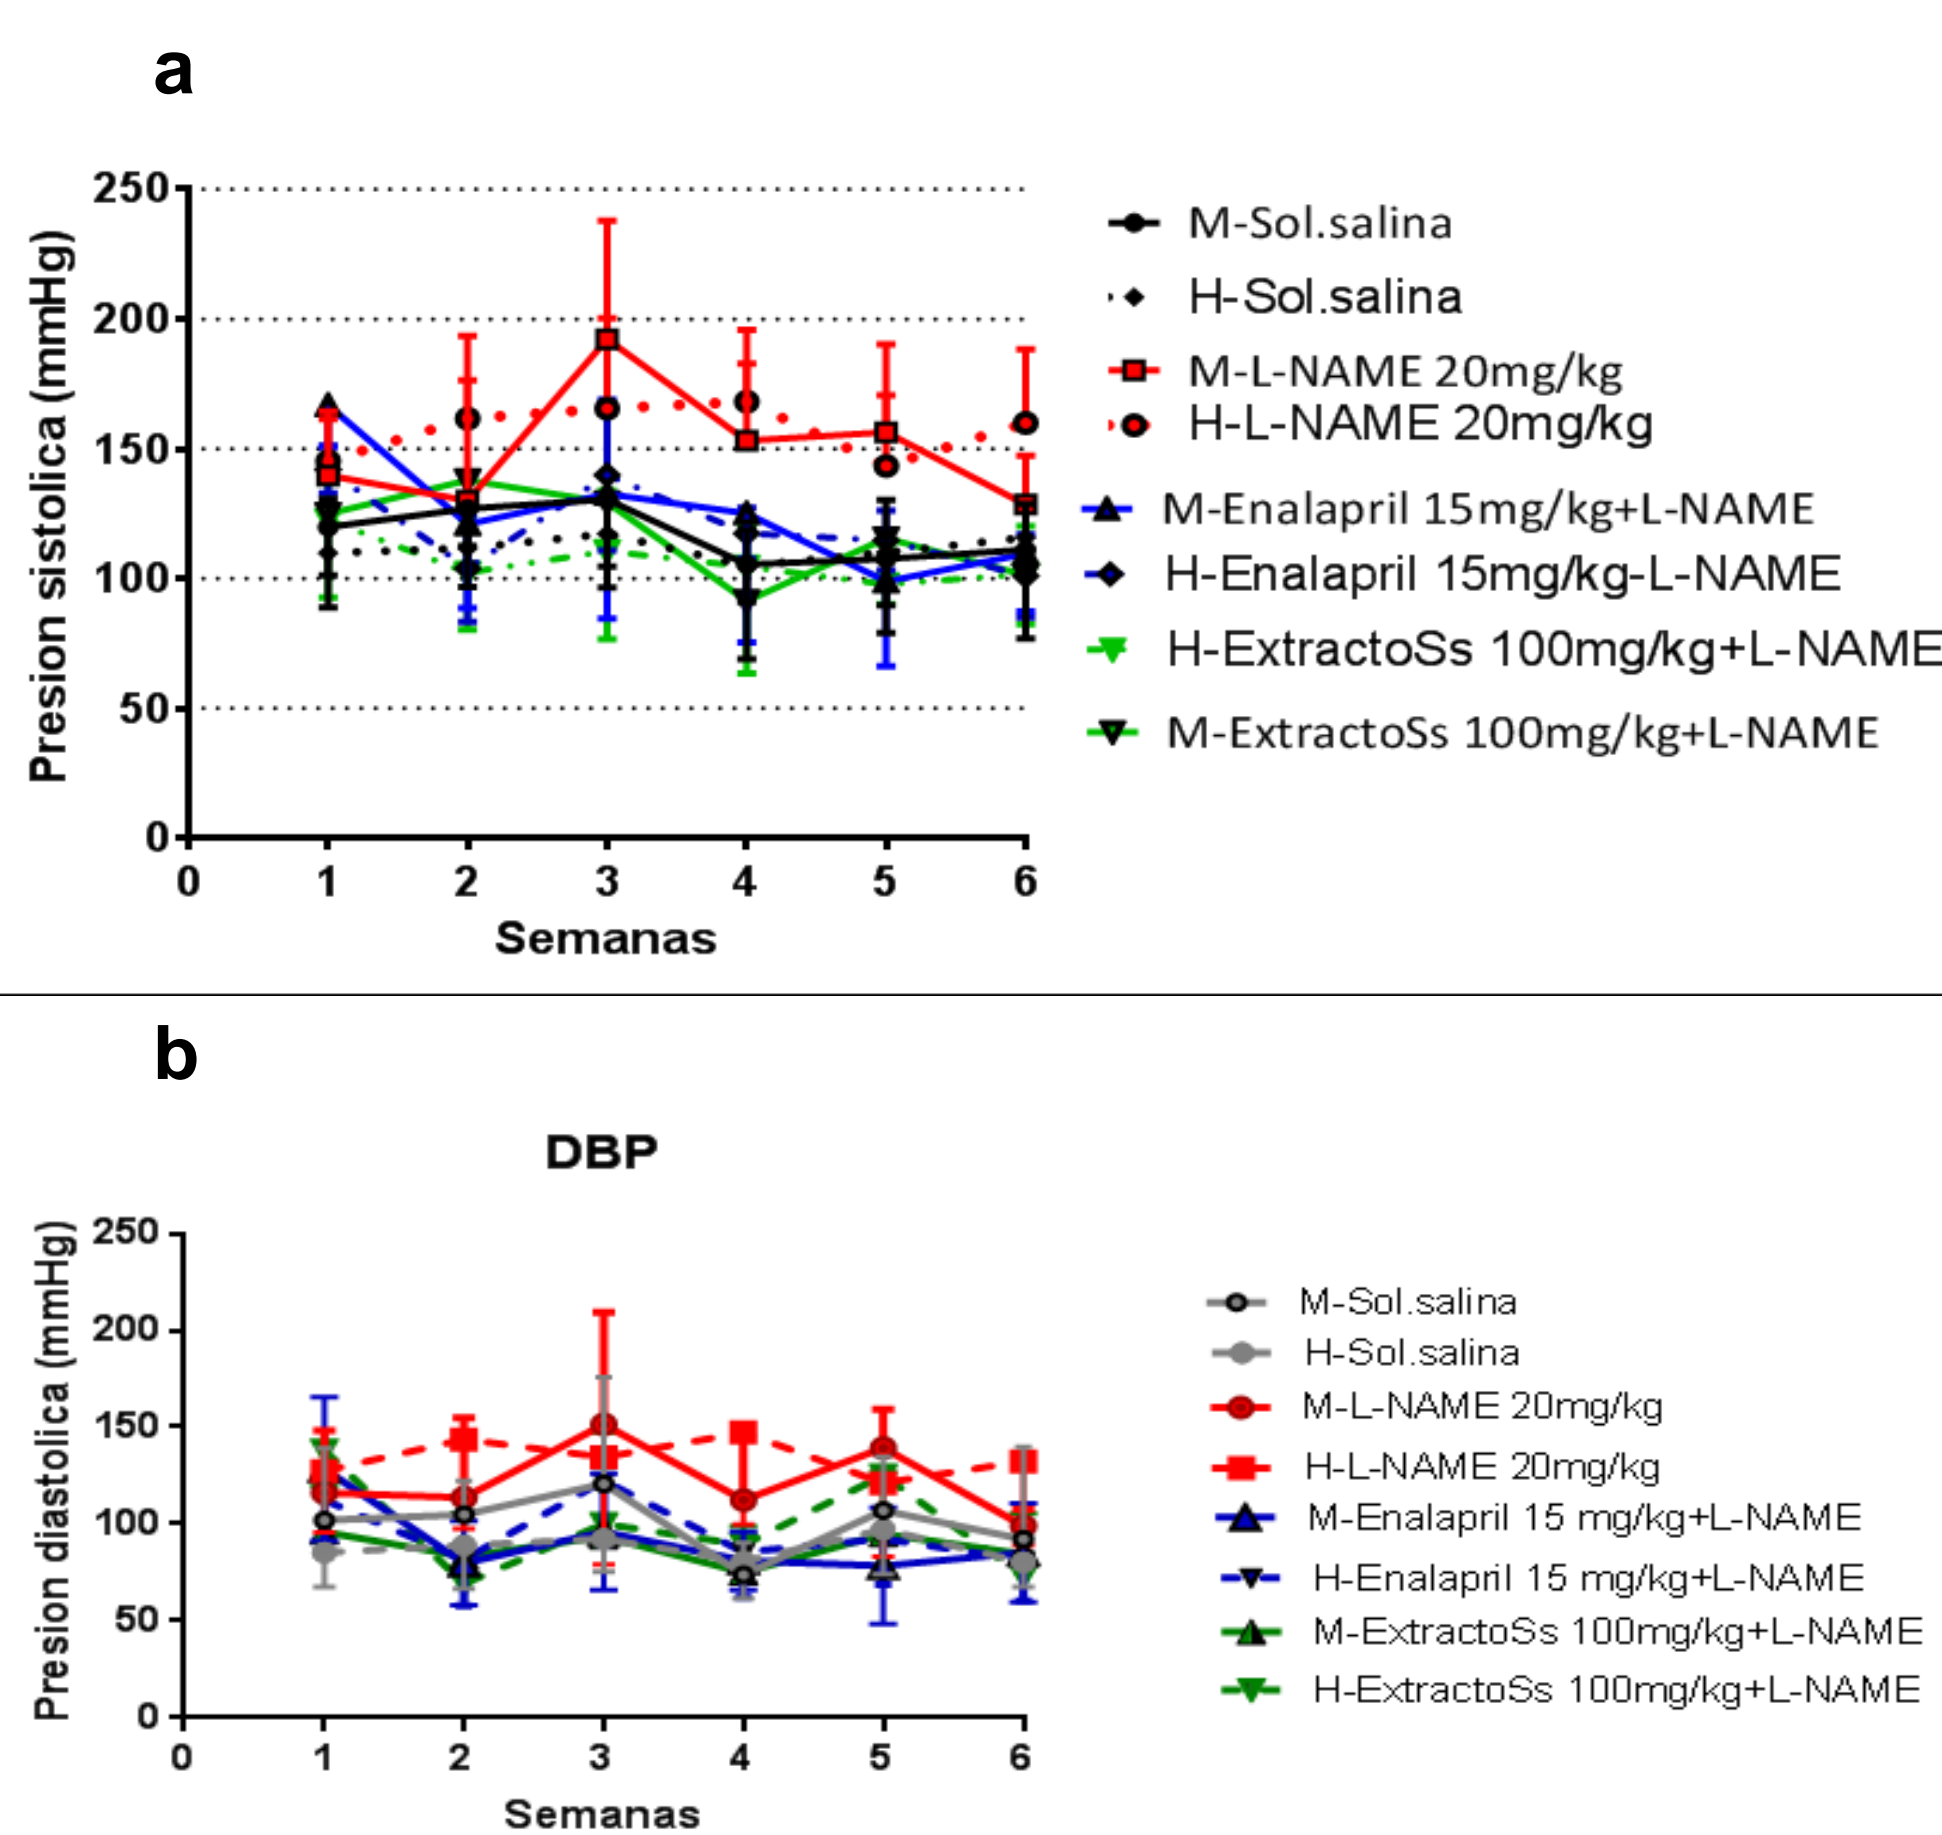 a
Presion sistolica (mmHg)
250
200
150
100
50
0
0 1 2 3 4 5 6
Semanas
M-Sol.salina
H-Sol.salina
M-L-NAME 20mg/kg
H-L-NAME 20mg/kg
M-Enalapril 15mg/kg+L-NAME
H-Enalapril 15mg/kg-L-NAME
H-ExtractoSs 100mg/kg+L-NAME
M-ExtractoSs 100mg/kg+L-NAME
b
DBP
Presion diastolica (mmHg)
250
200
150
100
50
0
0 1 2 3 4 5 6
Semanas
M-Sol.salina
H-Sol.salina
M-L-NAME 20mg/kg
H-L-NAME 20mg/kg
M-Enalapril 15 mg/kg+L-NAME
H-Enalapril 15 mg/kg+L-NAME
M-ExtractoSs 100mg/kg+L-NAME
H-ExtractoSs 100mg/kg+L-NAME